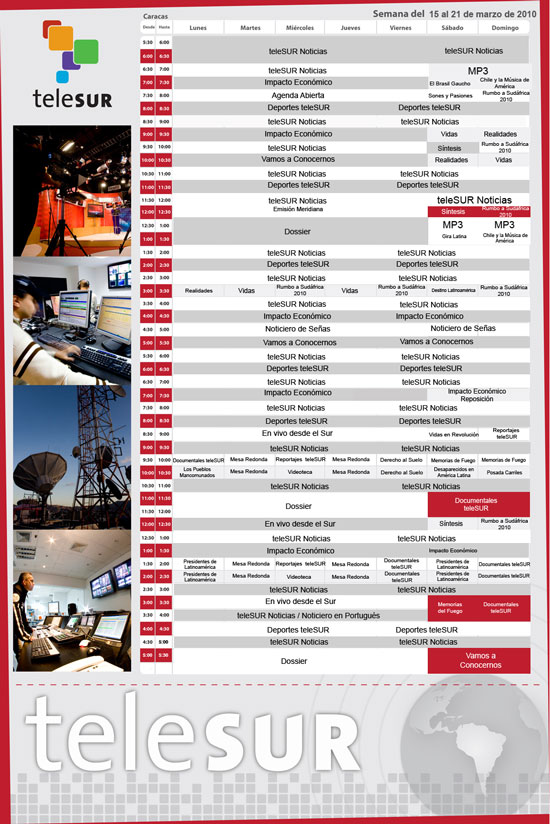 teleSUR
Caracas
Semana del 15 al 21 de marzo de 2010
Desde Hasta Lunes Martes Miércoles Jueves Viernes Sábado Domingo
5:30 6:00
teleSUR Noticias teleSUR Noticias
6:00 6:30
6:30 7:00 teleSUR Noticias MP3
7:00 7:30 Impacto Económico El Brasil Gaucho Chile y la Música de América
7:30 8:00 Agenda Abierta Sones y Pasiones Rumbo a Sudáfrica 2010
8:00 8:30 Deportes teleSUR Deportes teleSUR
8:30 9:00 teleSUR Noticias teleSUR Noticias
9:00 9:30 Impacto Económico Vidas Realidades
9:30 10:00 Síntesis Rumbo a Sudáfrica 2010
10:00 10:30 Vamos a Conocernos Realidades Vidas
10:30 11:00 teleSUR Noticias teleSUR Noticias
11:00 11:30 Deportes teleSUR Deportes teleSUR
11:30 12:00 teleSUR Noticias teleSUR Noticias
12:00 12:30 Emisión Meridiana Síntesis Rumbo a Sudáfrica 2010
12:30 1:00 Dossier MP3 MP3
1:00 1:30 Gira Latina Chile y la Música de América
1:30 2:00 teleSUR Noticias teleSUR Noticias
2:00 2:30 Deportes teleSUR Deportes teleSUR
2:30 3:00 teleSUR Noticias teleSUR Noticias
3:00 3:30 Realidades Vidas Rumbo a Sudáfrica 2010 Vidas Rumbo a Sudáfrica 2010 Destino Latinoamérica Rumbo a Sudáfrica 2010
3:30 4:00 teleSUR Noticias teleSUR Noticias
4:00 4:30 Impacto Económico Impacto Económico
4:30 5:00 Noticiero de Señas Noticiero de Señas
5:00 5:30 Vamos a Conocernos Vamos a Conocernos
5:30 6:00 teleSUR Noticias teleSUR Noticias
6:00 6:30 Deportes teleSUR Deportes teleSUR
6:30 7:00 teleSUR Noticias teleSUR Noticias
7:00 7:30 Impacto Económico Impacto Económico Reposición
7:30 8:00 teleSUR Noticias teleSUR Noticias
8:00 8:30 Deportes teleSUR Deportes teleSUR
8:30 9:00 En vivo desde el Sur Vidas en Revolución Reportajes teleSUR
9:00 9:30 teleSUR Noticias teleSUR Noticias
9:30 10:00 Documentales teleSUR Mesa Redonda Reportajes teleSUR Mesa Redonda Derecho al Suelo Memorias de Fuego Memorias de Fuego
10:00 10:30 Los Pueblos Mancomunados Mesa Redonda Videoteca Mesa Redonda Derecho al Suelo Desaparecidos en América Latina Posada Carriles
10:30 11:00 teleSUR Noticias teleSUR Noticias
11:00 11:30
Dossier Documentales teleSUR
11:30 12:00
12:00 12:30 En vivo desde el Sur Síntesis Rumbo a Sudáfrica 2010
12:30 1:00 teleSUR Noticias teleSUR Noticias
1:00 1:30 Impacto Económico Impacto Económico
1:30 2:00 Presidentes de Latinoamérica Mesa Redonda Reportajes teleSUR Mesa Redonda Documentales teleSUR Presidentes de Latinoamérica Documentales teleSUR
2:00 2:30 Presidentes de Latinoamérica Mesa Redonda Videoteca Mesa Redonda Documentales teleSUR Presidentes de Latinoamérica Documentales teleSUR
2:30 3:00 teleSUR Noticias teleSUR Noticias
3:00 3:30 En vivo desde el Sur Memorias del Fuego Documentales teleSUR
3:30 4:00 teleSUR Noticias / Noticiero en Portugués
4:00 4:30 Deportes teleSUR Deportes teleSUR
4:30 5:00 teleSUR Noticias teleSUR Noticias
5:00 5:30 Dossier Vamos a Conocernos
teleSUR